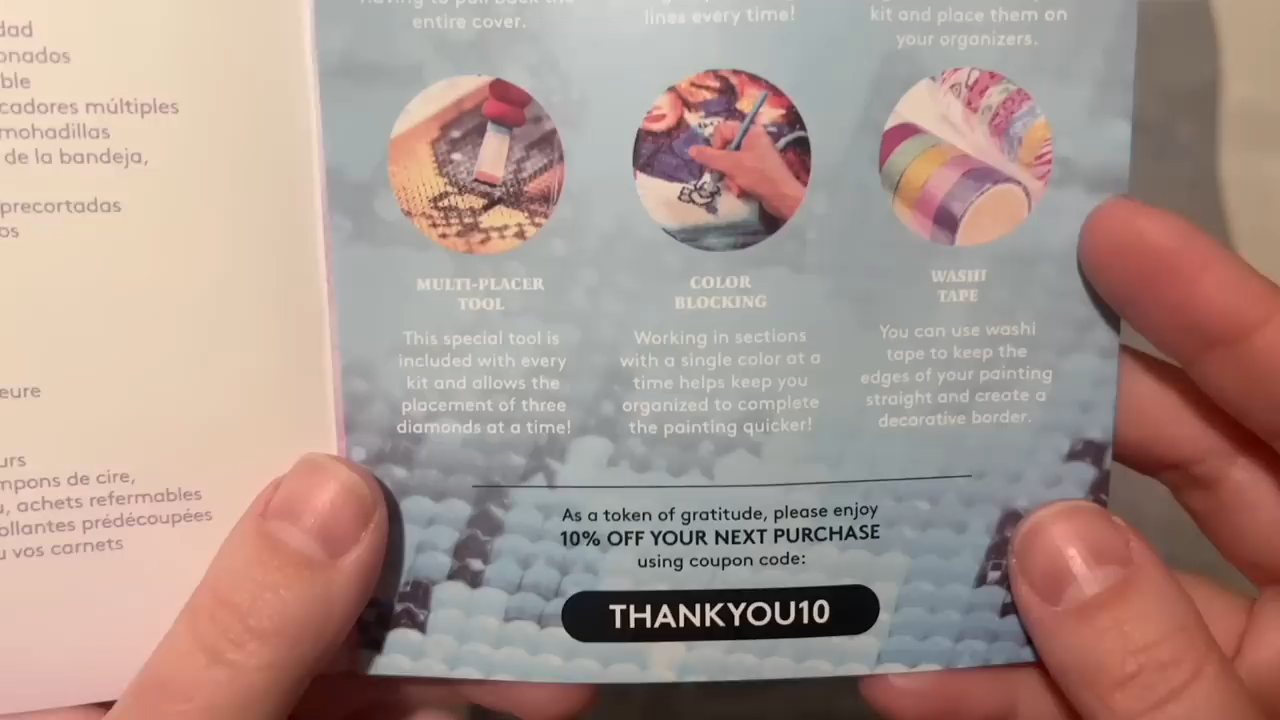 dad
onados
ble
cadores múltiples
mohadillas
de la bandeja,
precortadas
os
eure
urs
mpons de cire,
u, achets refermables
ollantes prédécoupées
u vos carnets
having to pull back the
entire cover.
lines every time!
kit and place them on
your organizers.
MULTI-PLACER
TOOL
This special tool is
included with every
kit and allows the
placement of three
diamonds at a time!
COLOR
BLOCKING
Working in sections
with a single color at a
time helps keep you
organized to complete
the painting quicker!
WASHI
TAPE
You can use washi
tape to keep the
edges of your painting
straight and create a
decorative border.
As a token of gratitude, please enjoy
10% OFF YOUR NEXT PURCHASE
using coupon code:
THANKYOU10